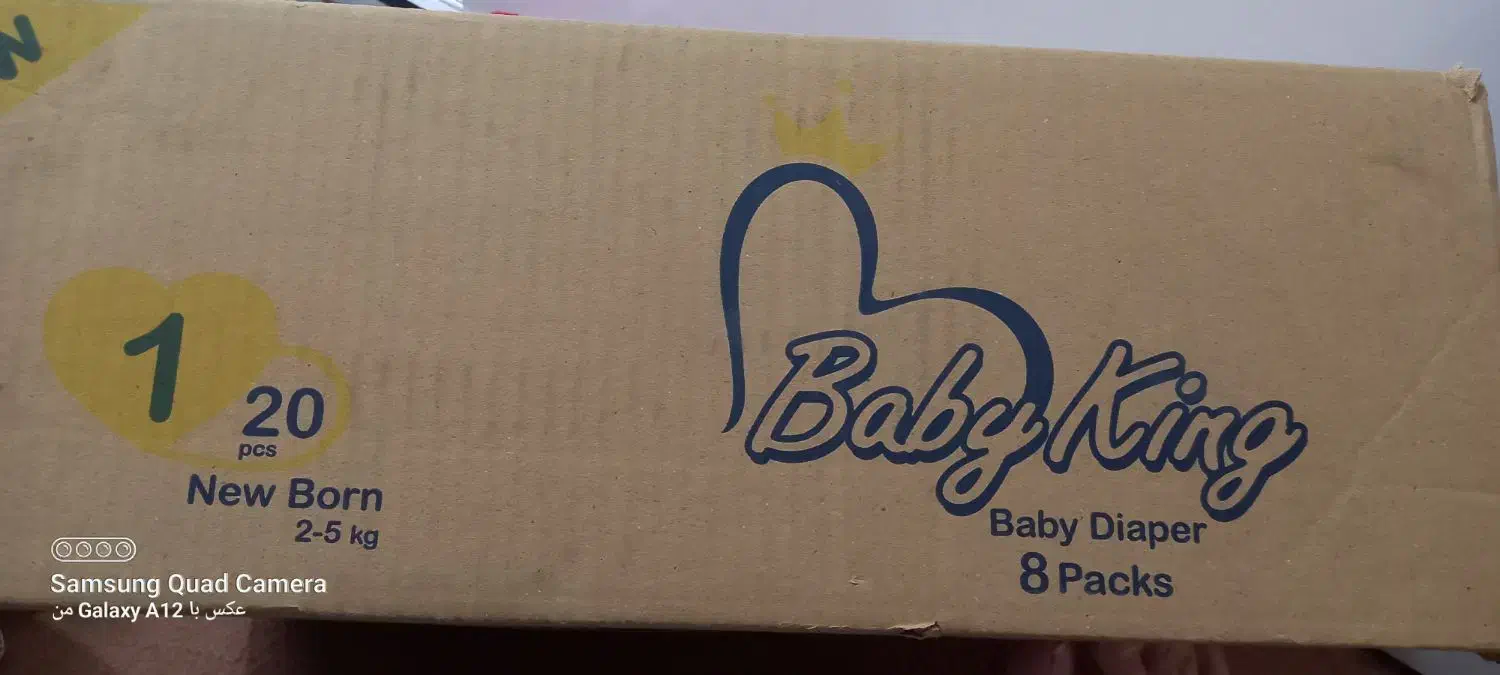 1
20
pcs
New Born
2-5 kg
Baby King
Baby Diaper
8 Packs
Samsung Quad Camera
عکس با Galaxy A12 من